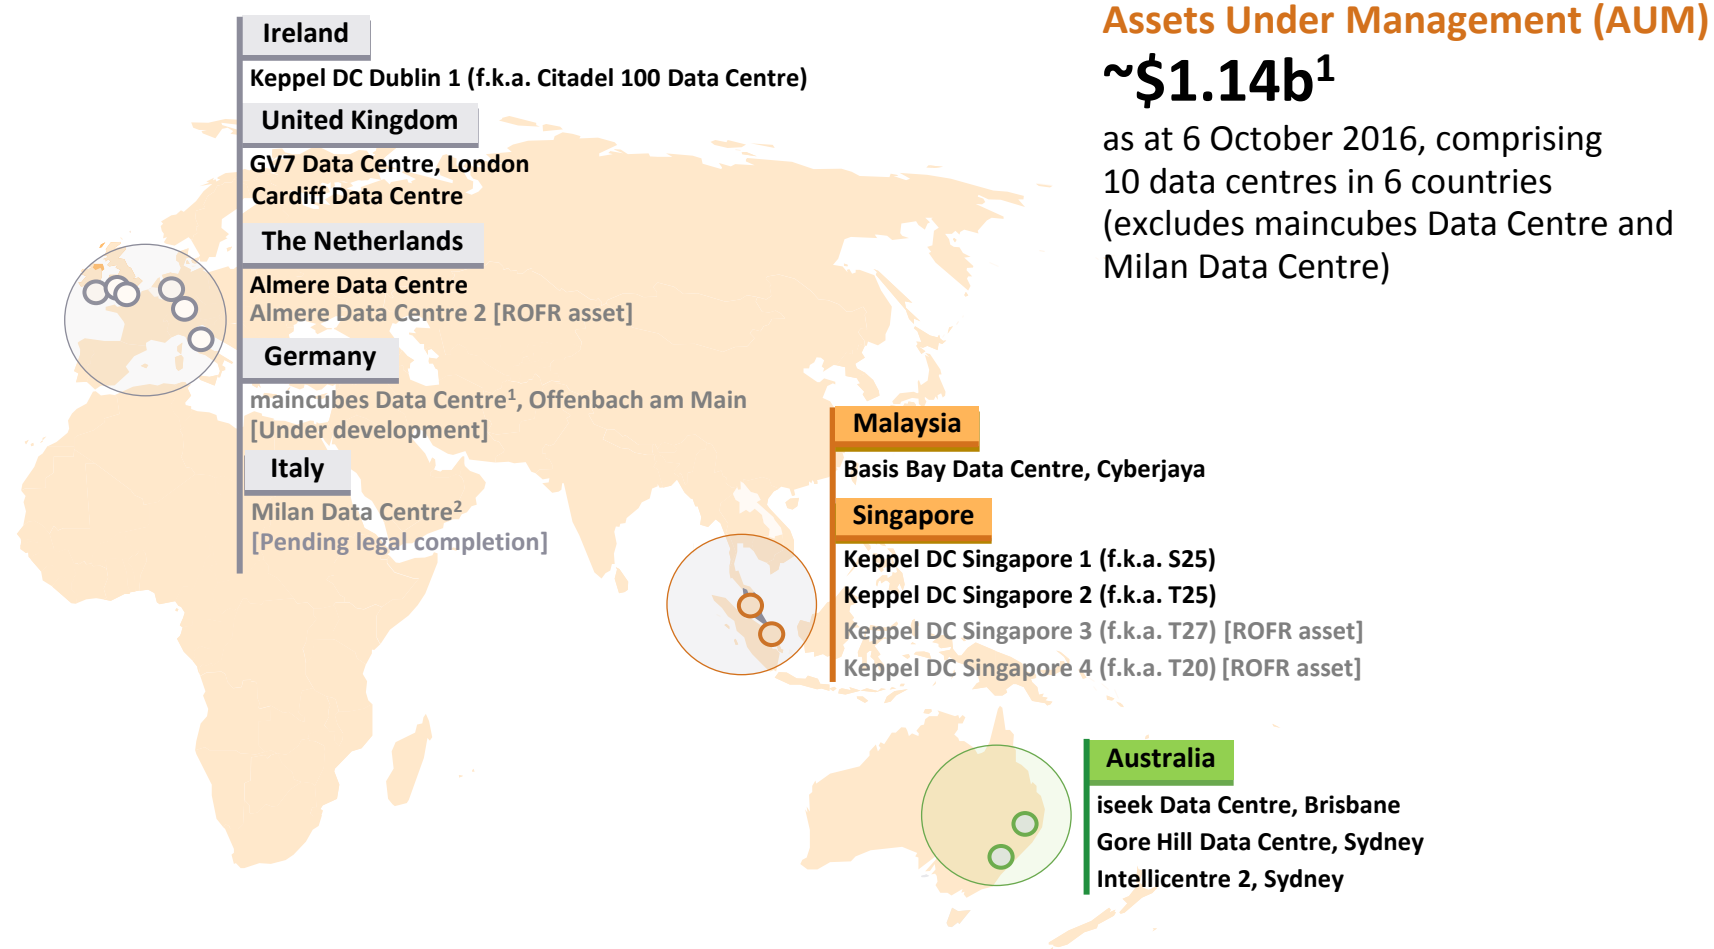 Ireland
Keppel DC Dublin 1 (f.k.a. Citadel 100 Data Centre)
United Kingdom
GV7 Data Centre, London
Cardiff Data Centre
The Netherlands
Almere Data Centre
Almere Data Centre 2 [ROFR asset]
Germany
maincubes Data Centre¹, Offenbach am Main
[Under development]
Italy
Milan Data Centre²
[Pending legal completion]
Assets Under Management (AUM)
~$1.14b¹
as at 6 October 2016, comprising
10 data centres in 6 countries
(excludes maincubes Data Centre and
Milan Data Centre)
Malaysia
Basis Bay Data Centre, Cyberjaya
Singapore
Keppel DC Singapore 1 (f.k.a. S25)
Keppel DC Singapore 2 (f.k.a. T25)
Keppel DC Singapore 3 (f.k.a. T27) [ROFR asset]
Keppel DC Singapore 4 (f.k.a. T20) [ROFR asset]
Australia
iseek Data Centre, Brisbane
Gore Hill Data Centre, Sydney
Intellicentre 2, Sydney